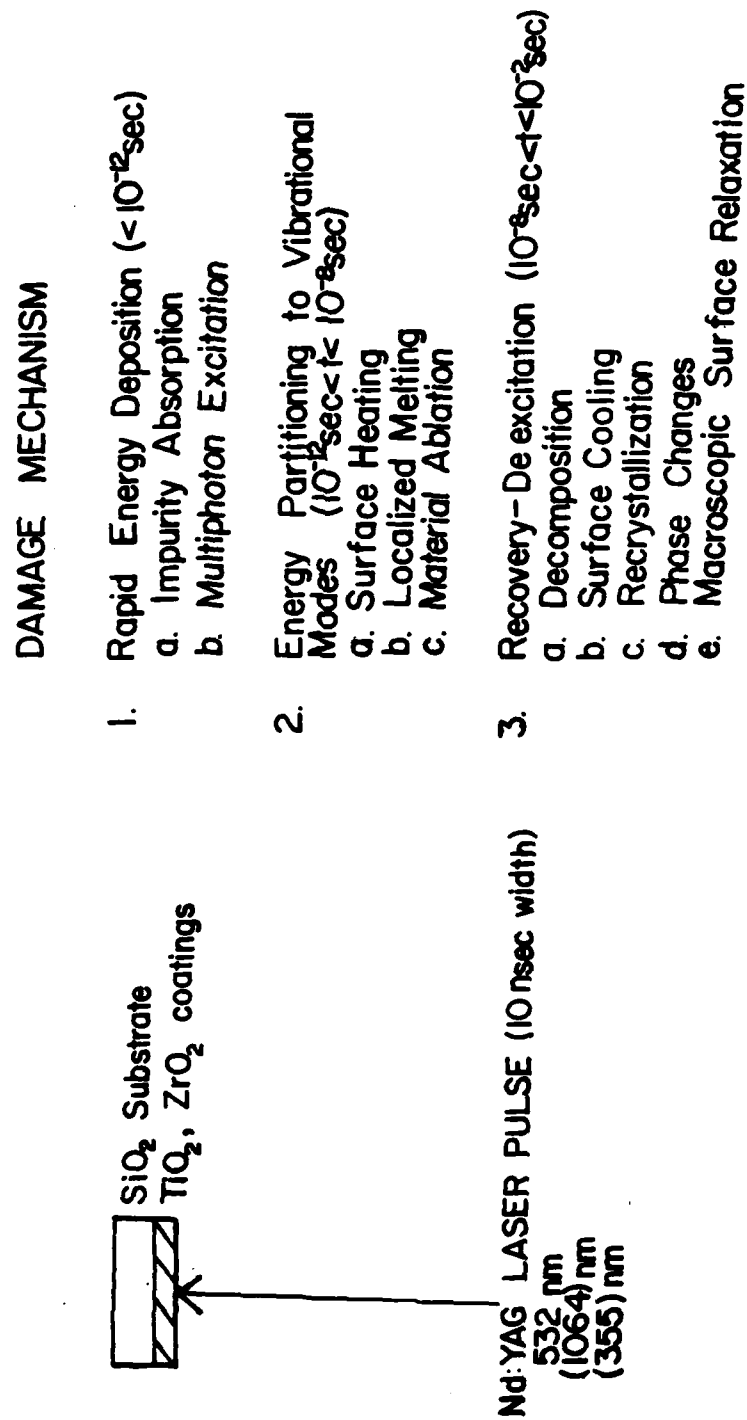 SiO₂ Substrate
TiO₂, ZrO₂ coatings
Nd:YAG LASER PULSE (10 nsec width)
532 nm
(1064) nm
(355) nm
DAMAGE MECHANISM
1. Rapid Energy Deposition (<10⁻¹²sec)
a. Impurity Absorption
b. Multiphoton Excitation
2. Energy Partitioning to Vibrational
Modes (10⁻¹²sec<t<10⁻⁸sec)
a. Surface Heating
b. Localized Melting
c. Material Ablation
3. Recovery-De excitation (10⁻⁸sec<t<10⁻²sec)
a. Decomposition
b. Surface Cooling
c. Recrystallization
d. Phase Changes
e. Macroscopic Surface Relaxation